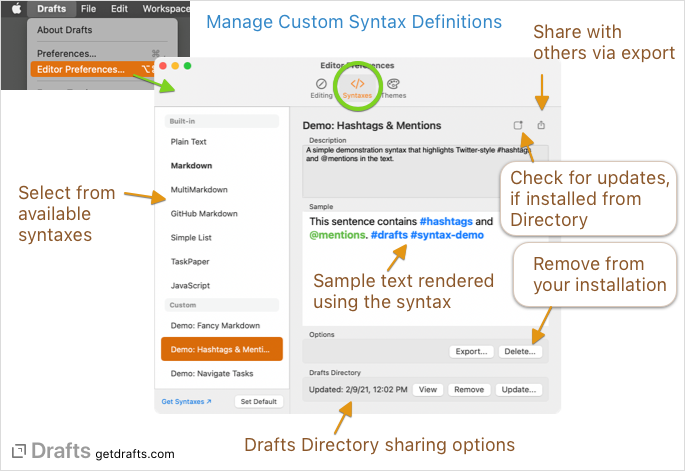 Drafts File Edit Workspace
Manage Custom Syntax Definitions
About Drafts
Preferences...
Editor Preferences...
Share with
others via export
Editor Preferences
Editing Syntaxes Themes
Built-in
Plain Text
Markdown
MultiMarkdown
GitHub Markdown
Simple List
TaskPaper
JavaScript
Custom
Demo: Fancy Markdown
Demo: Hashtags & Menti...
Demo: Navigate Tasks
Get Syntaxes ↗ Set Default
Demo: Hashtags & Mentions
Description
A simple demonstration syntax that highlights Twitter-style #hashtag
and @mentions in the text.
Sample
This sentence contains #hashtags and
@mentions. #drafts #syntax-demo
Options
Export... Delete...
Drafts Directory
Updated: 2/9/21, 12:02 PM View Remove Update...
Select from
available
syntaxes
Check for updates,
if installed from
Directory
Sample text rendered
using the syntax
Remove from
your installation
Drafts Directory sharing options
Drafts getdrafts.com